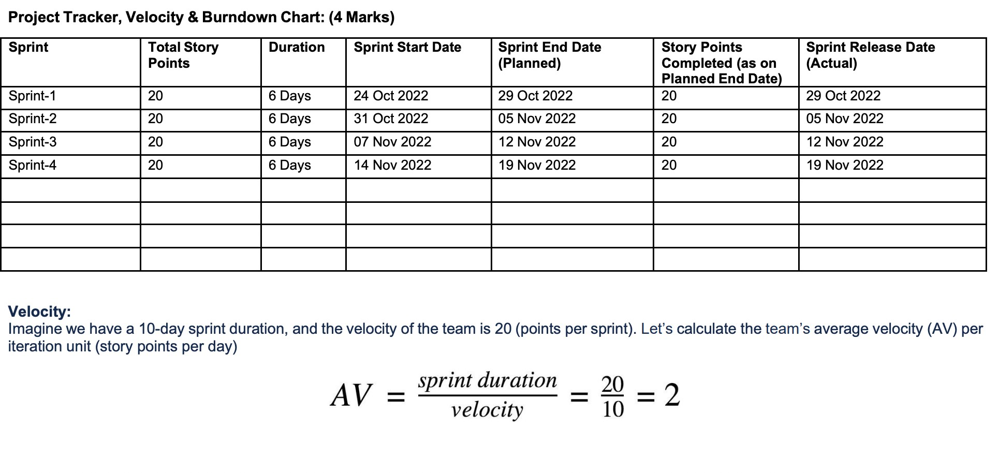 Project Tracker, Velocity & Burndown Chart: (4 Marks)
Sprint Total Story Points Duration Sprint Start Date Sprint End Date (Planned) Story Points Completed (as on Planned End Date) Sprint Release Date (Actual)
Sprint-1 20 6 Days 24 Oct 2022 29 Oct 2022 20 29 Oct 2022
Sprint-2 20 6 Days 31 Oct 2022 05 Nov 2022 20 05 Nov 2022
Sprint-3 20 6 Days 07 Nov 2022 12 Nov 2022 20 12 Nov 2022
Sprint-4 20 6 Days 14 Nov 2022 19 Nov 2022 20 19 Nov 2022
Velocity:
Imagine we have a 10-day sprint duration, and the velocity of the team is 20 (points per sprint). Let’s calculate the team’s average velocity (AV) per
iteration unit (story points per day)
AV = sprint duration / velocity = 20 / 10 = 2